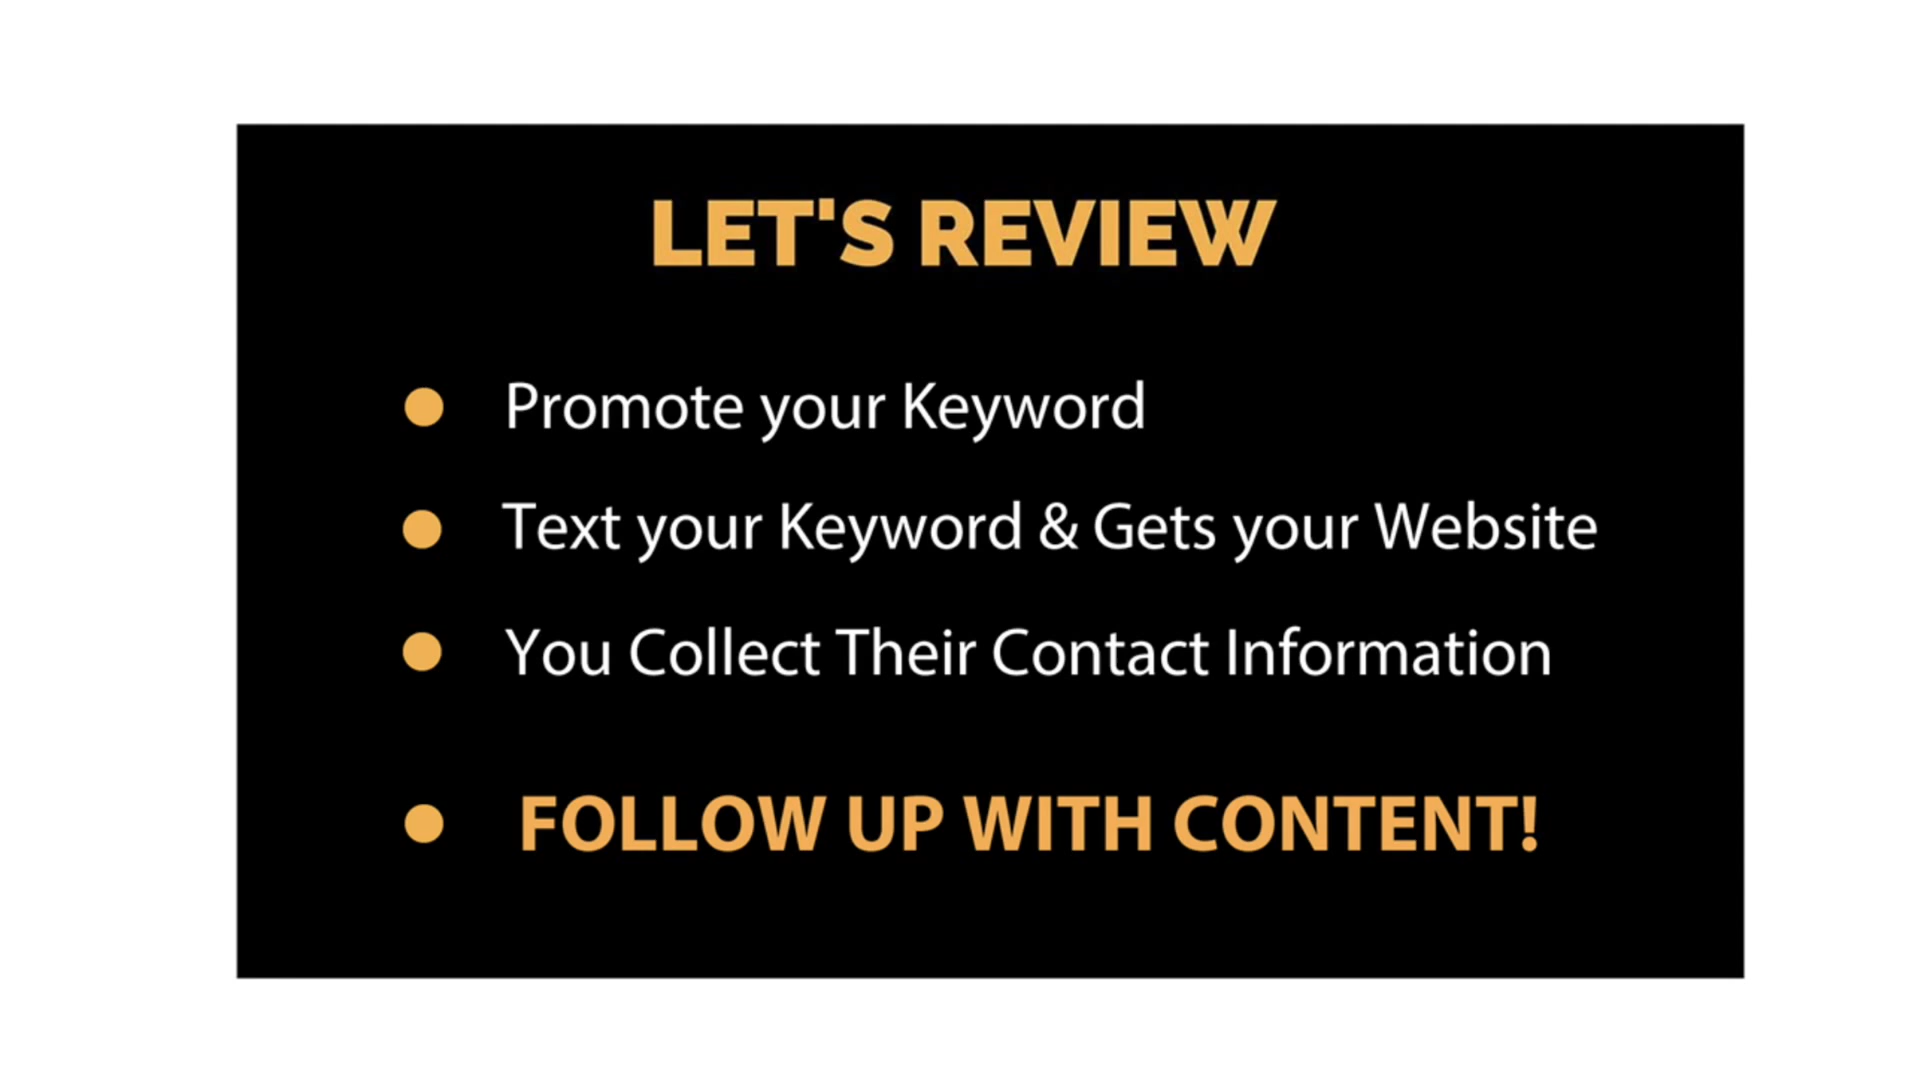 LET'S REVIEW
Promote your Keyword
Text your Keyword & Gets your Website
You Collect Their Contact Information
FOLLOW UP WITH CONTENT!